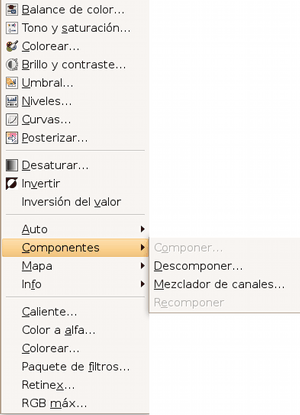 Balance de color...
Tono y saturación...
Colorear...
Brillo y contraste...
Umbral...
Niveles...
Curvas...
Posterizar...
Desaturar...
Invertir
Inversión del valor
Auto
Componentes
Mapa
Info
Componer...
Descomponer...
Mezclador de canales...
Recomponer
Caliente...
Color a alfa...
Colorear...
Paquete de filtros...
Retinex...
RGB máx...